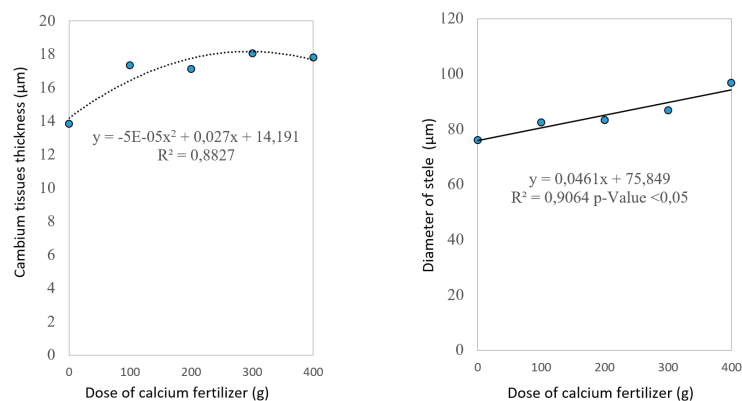 20
18
16
14
12
10
8
6
4
2
0
Cambium tissues thickness (µm)
y = -5E-05x² + 0,027x + 14,191
R² = 0,8827
0 100 200 300 400
Dose of calcium fertilizer (g)
120
100
80
60
40
20
0
Diameter of stele (µm)
y = 0,0461x + 75,849
R² = 0,9064 p-Value <0,05
0 100 200 300 400
Dose of calcium fertilizer (g)